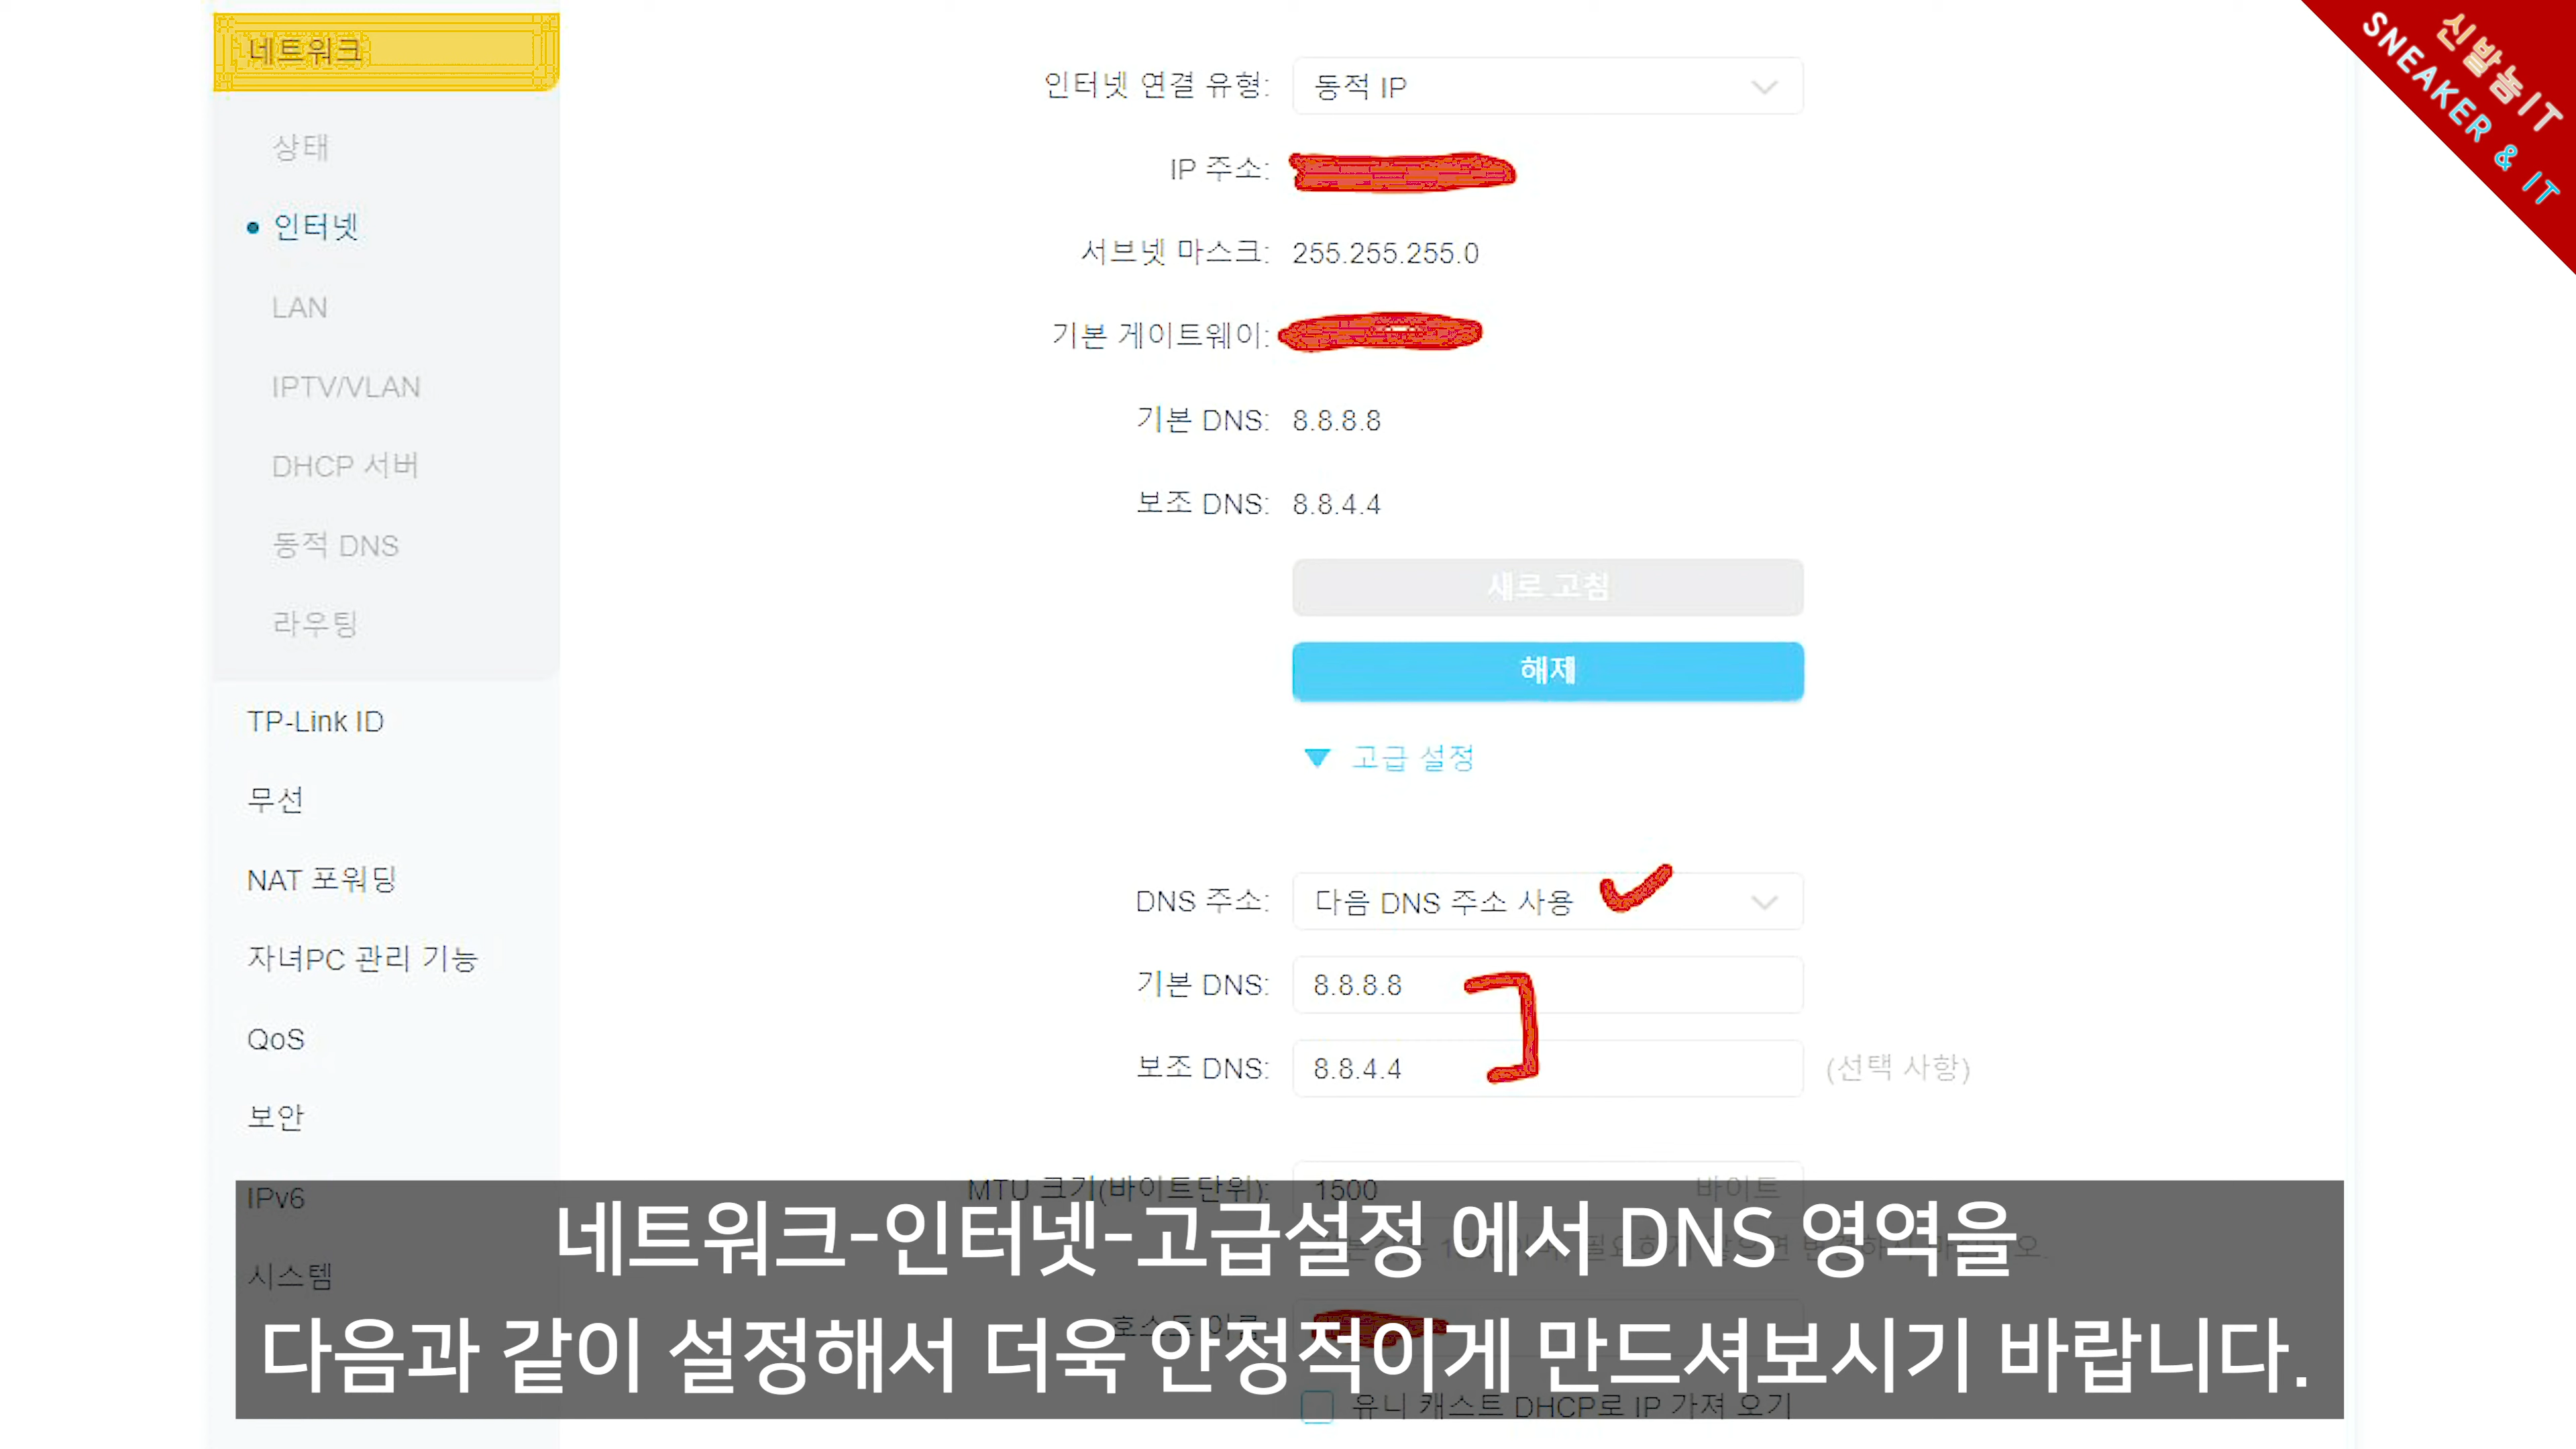 신발놈IT
SNEAKER & IT
네트워크
상태
인터넷
LAN
IPTV/VLAN
DHCP 서버
동적 DNS
라우팅
TP-Link ID
무선
NAT 포워딩
자녀PC 관리 기능
QoS
보안
IPv6
시스템
인터넷 연결 유형: 동적 IP
IP 주소:
서브넷 마스크: 255.255.255.0
기본 게이트웨이:
기본 DNS: 8.8.8.8
보조 DNS: 8.8.4.4
새로 고침
해제
고급 설정
DNS 주소: 다음 DNS 주소 사용
기본 DNS: 8.8.8.8
보조 DNS: 8.8.4.4 (선택 사항)
MTU 크기(바이트단위): 1500 바이트
호스트 이름:
유니 캐스트 DHCP로 IP 가져 오기
네트워크-인터넷-고급설정 에서 DNS 영역을
다음과 같이 설정해서 더욱 안정적이게 만드셔보시기 바랍니다.